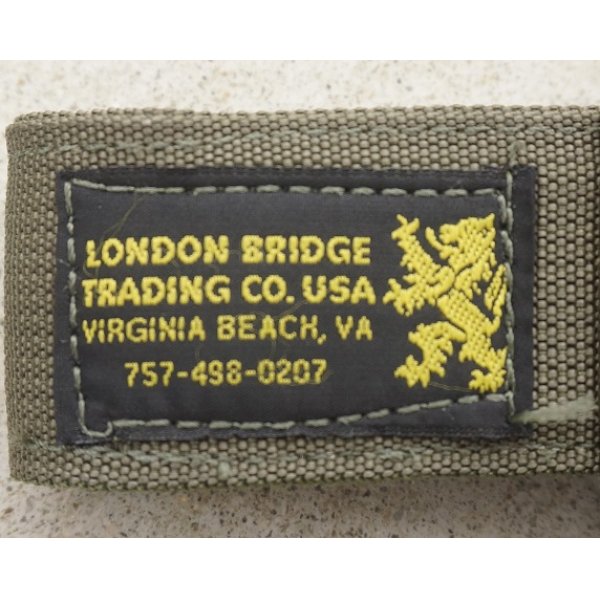 LONDON BRIDGE
TRADING CO. USA
VIRGINIA BEACH, VA
757-498-0207